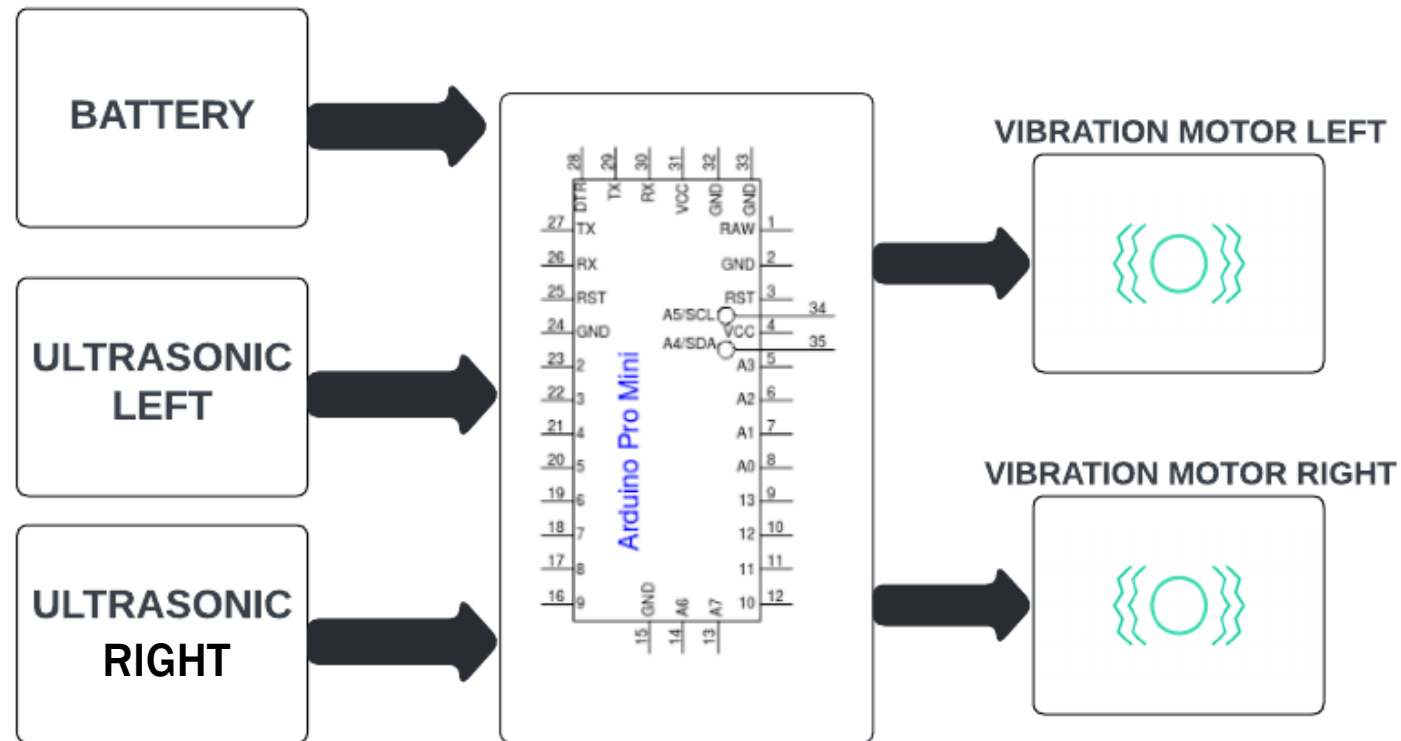 BATTERY
ULTRASONIC
LEFT
ULTRASONIC
RIGHT
28 29 30 31 32 33
DTR TX RX VCC GND GND
27 TX
26 RX
25 RST
24 GND
23 2
22 3
21 4
20 5
19 6
18 7
17 8
16 9
Arduino Pro Mini
RAW 1
GND 2
RST 3
A5/SCL 34
VCC 4
A4/SDA 35
A3 5
A2 6
A1 7
A0 8
13 9
12 10
11 11
10 12
GND A6 A7
15 14 13
VIBRATION MOTOR LEFT
VIBRATION MOTOR RIGHT